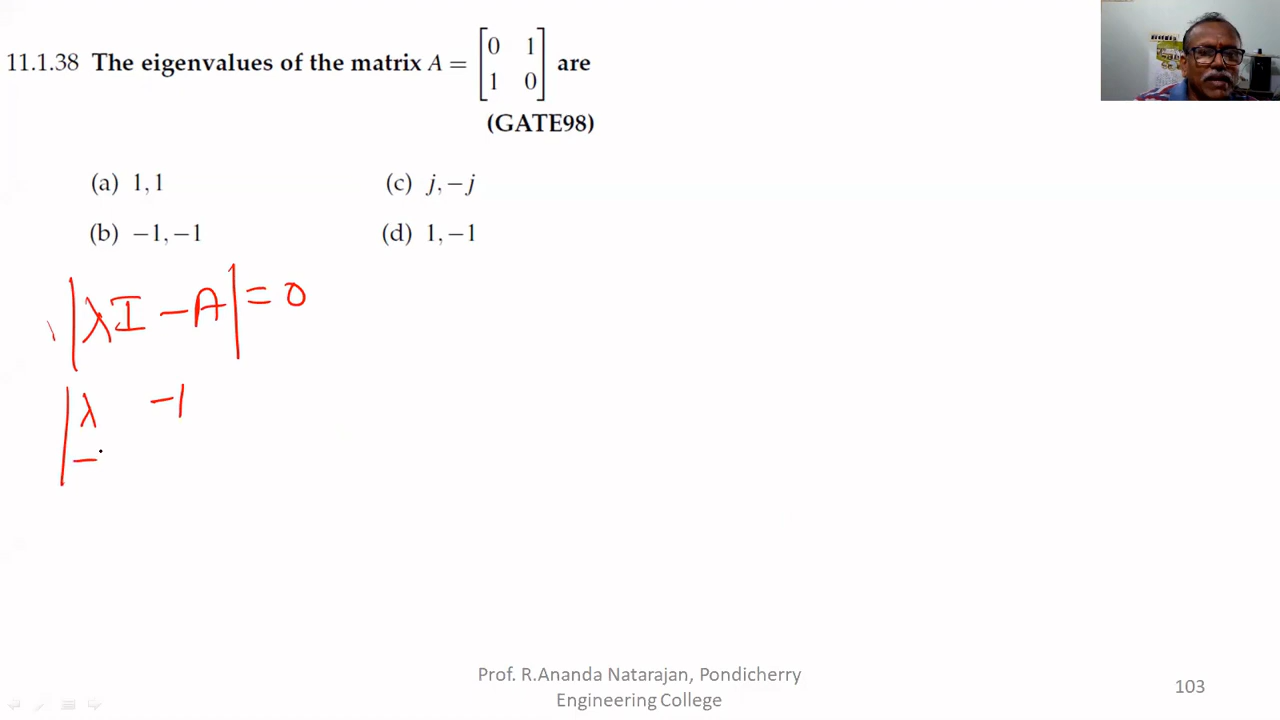 11.1.38 The eigenvalues of the matrix A = [0 1
1 0] are
(GATE98)
(a) 1, 1
(c) j, −j
(b) −1, −1
(d) 1, −1
|λI − A| = 0
|λ −1
−
Prof. R.Ananda Natarajan, Pondicherry
Engineering College
103